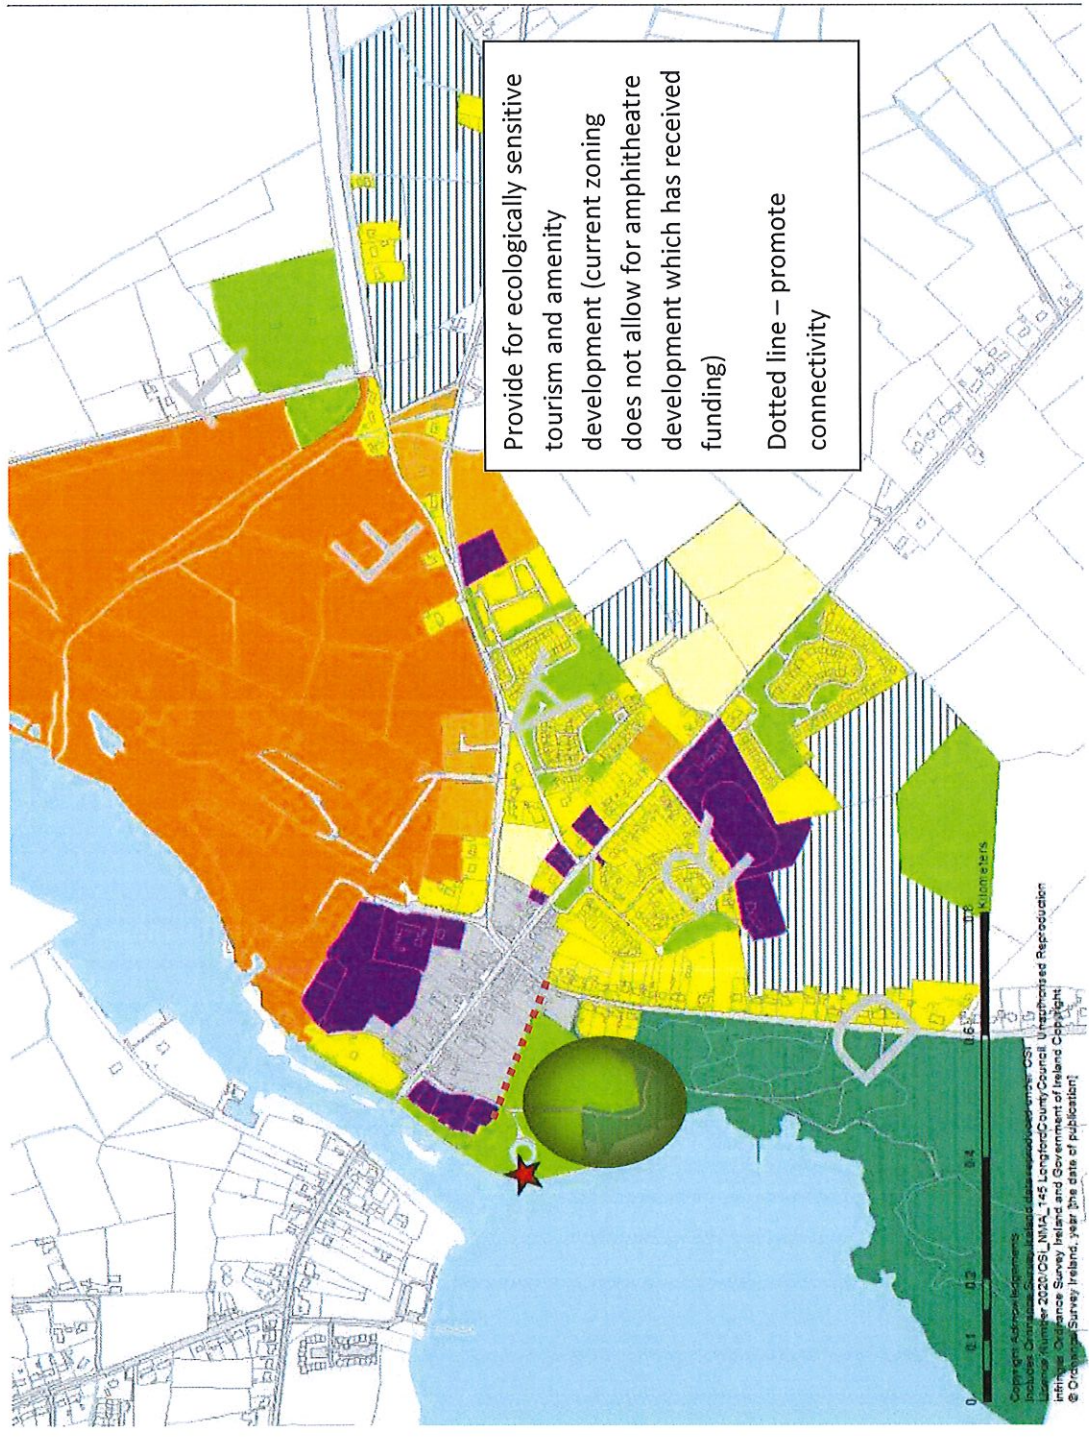 Provide for ecologically sensitive
tourism and amenity
development (current zoning
does not allow for amphitheatre
development which has received
funding)
Dotted line – promote
connectivity
K
F
J
A
B
D
C
0 0.1 0.2 0.4 0.6 0.8
Kilometers
Copyright Acknowledgements
Includes Ordnance Survey Ireland data reproduced under OSi
Licence Number 2020/OSi_NMA_145 LongfordCountyCouncil. Unauthorised Reproduction
infringes Ordnance Survey Ireland and Government of Ireland Copyright.
© Ordnance Survey Ireland, year [the date of publication]